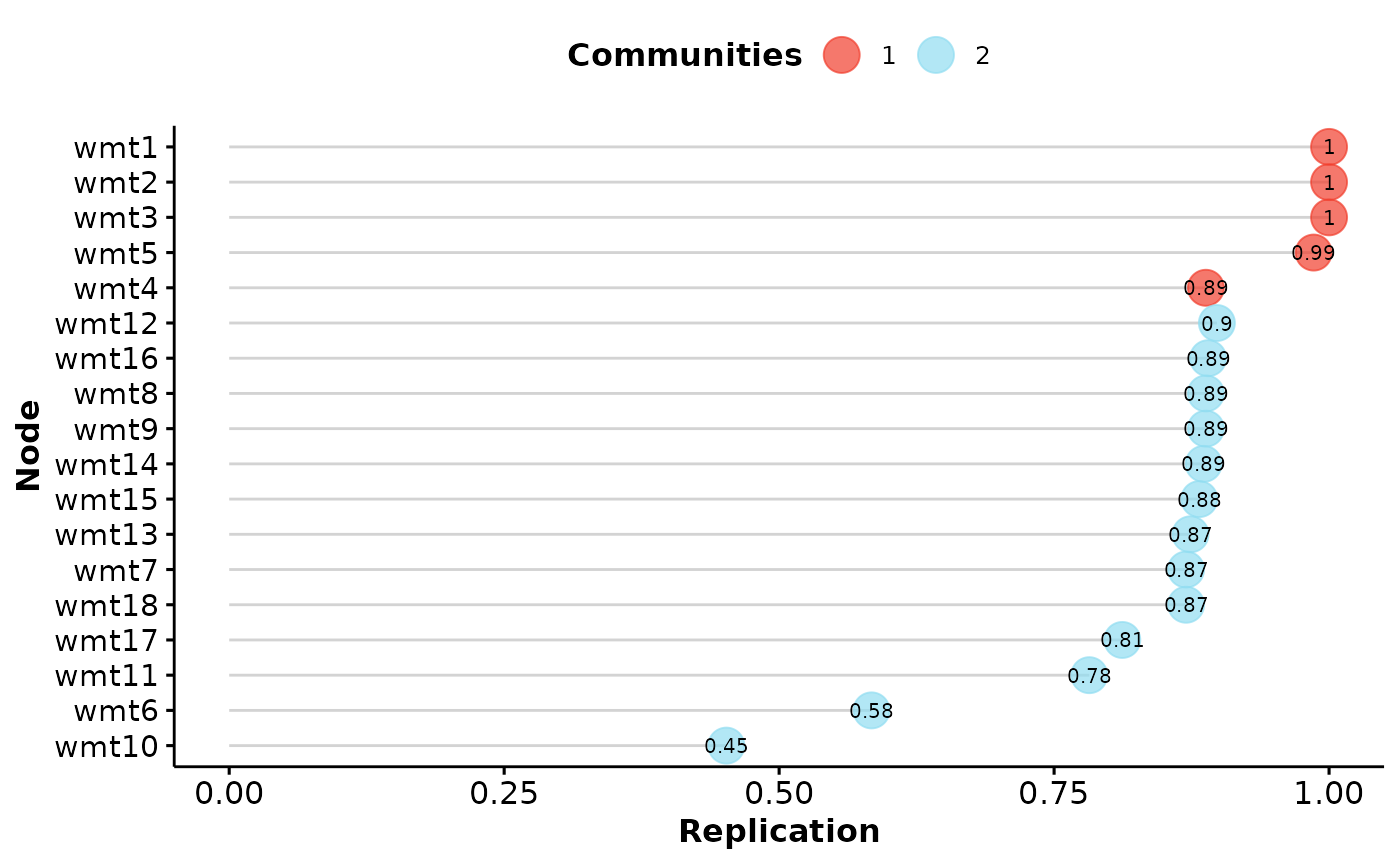 Communities 1 2
wmt1 1
wmt2 1
wmt3 1
wmt5 0.99
wmt4 0.89
wmt12 0.9
wmt16 0.89
wmt8 0.89
wmt9 0.89
wmt14 0.89
wmt15 0.88
wmt13 0.87
wmt7 0.87
wmt18 0.87
wmt17 0.81
wmt11 0.78
wmt6 0.58
wmt10 0.45
Node
0.00 0.25 0.50 0.75 1.00
Replication